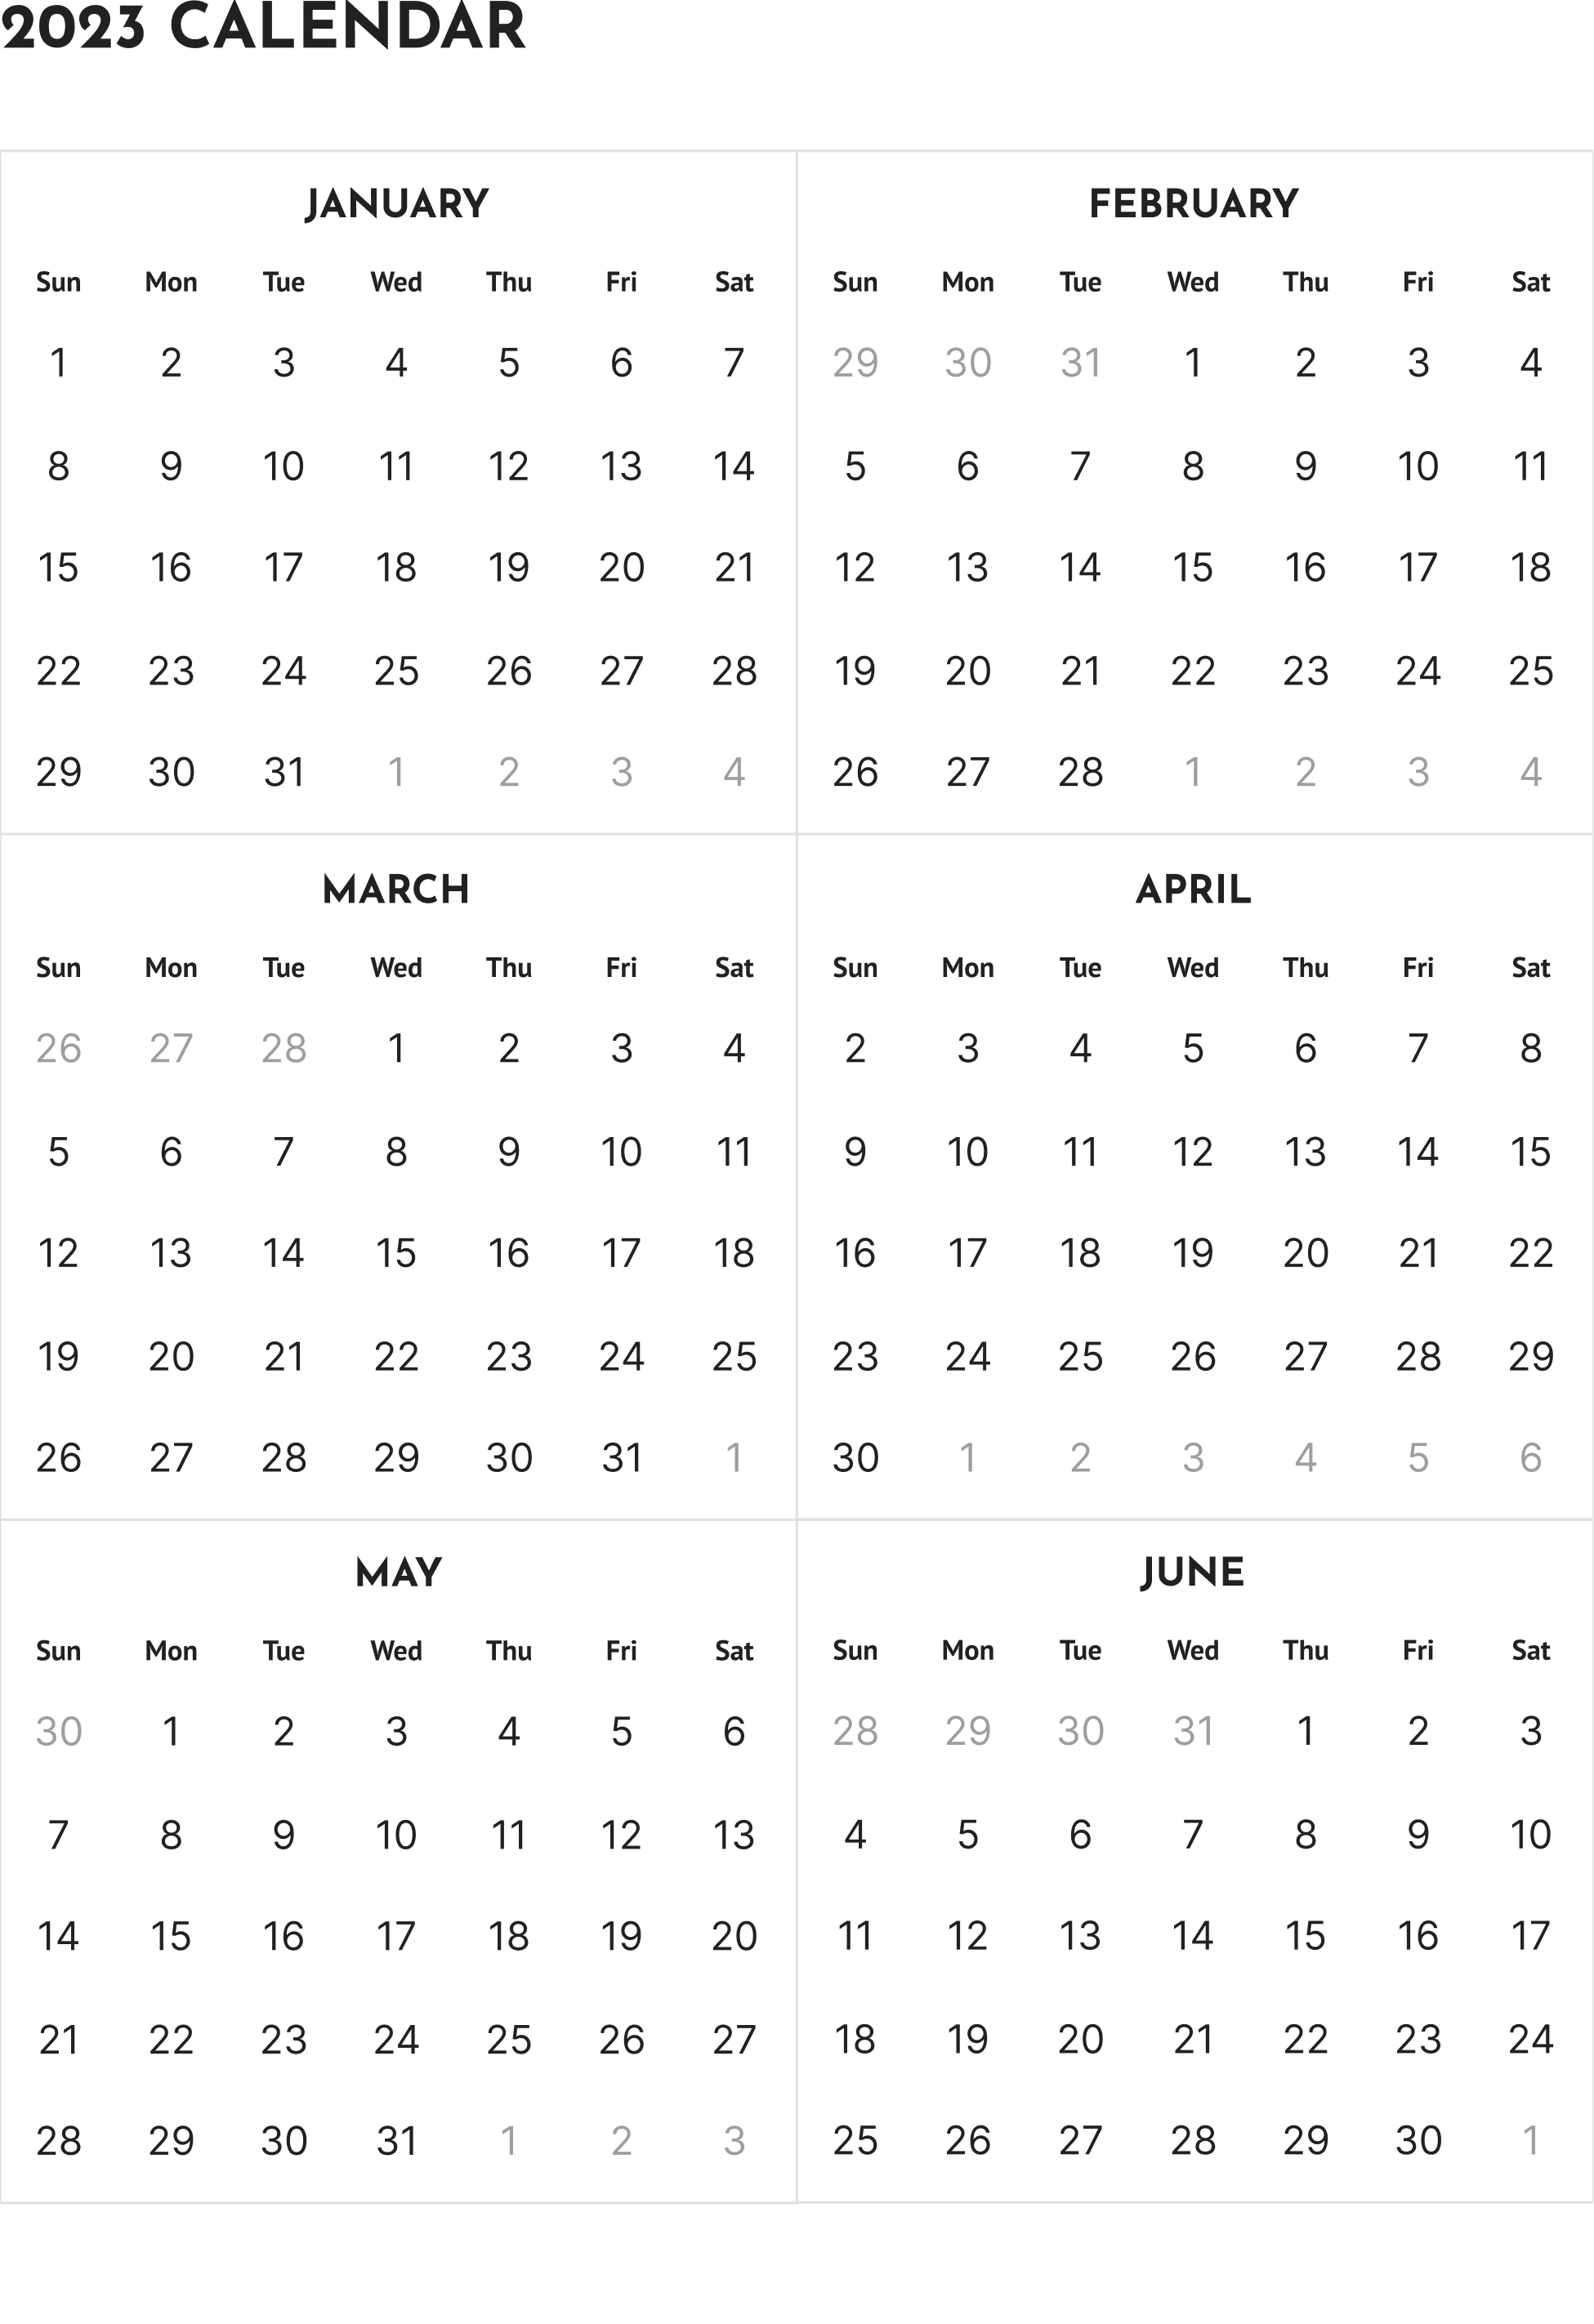 2023 CALENDAR
JANUARY
Sun Mon Tue Wed Thu Fri Sat
1 2 3 4 5 6 7
8 9 10 11 12 13 14
15 16 17 18 19 20 21
22 23 24 25 26 27 28
29 30 31 1 2 3 4
FEBRUARY
Sun Mon Tue Wed Thu Fri Sat
29 30 31 1 2 3 4
5 6 7 8 9 10 11
12 13 14 15 16 17 18
19 20 21 22 23 24 25
26 27 28 1 2 3 4
MARCH
Sun Mon Tue Wed Thu Fri Sat
26 27 28 1 2 3 4
5 6 7 8 9 10 11
12 13 14 15 16 17 18
19 20 21 22 23 24 25
26 27 28 29 30 31 1
APRIL
Sun Mon Tue Wed Thu Fri Sat
2 3 4 5 6 7 8
9 10 11 12 13 14 15
16 17 18 19 20 21 22
23 24 25 26 27 28 29
30 1 2 3 4 5 6
MAY
Sun Mon Tue Wed Thu Fri Sat
30 1 2 3 4 5 6
7 8 9 10 11 12 13
14 15 16 17 18 19 20
21 22 23 24 25 26 27
28 29 30 31 1 2 3
JUNE
Sun Mon Tue Wed Thu Fri Sat
28 29 30 31 1 2 3
4 5 6 7 8 9 10
11 12 13 14 15 16 17
18 19 20 21 22 23 24
25 26 27 28 29 30 1